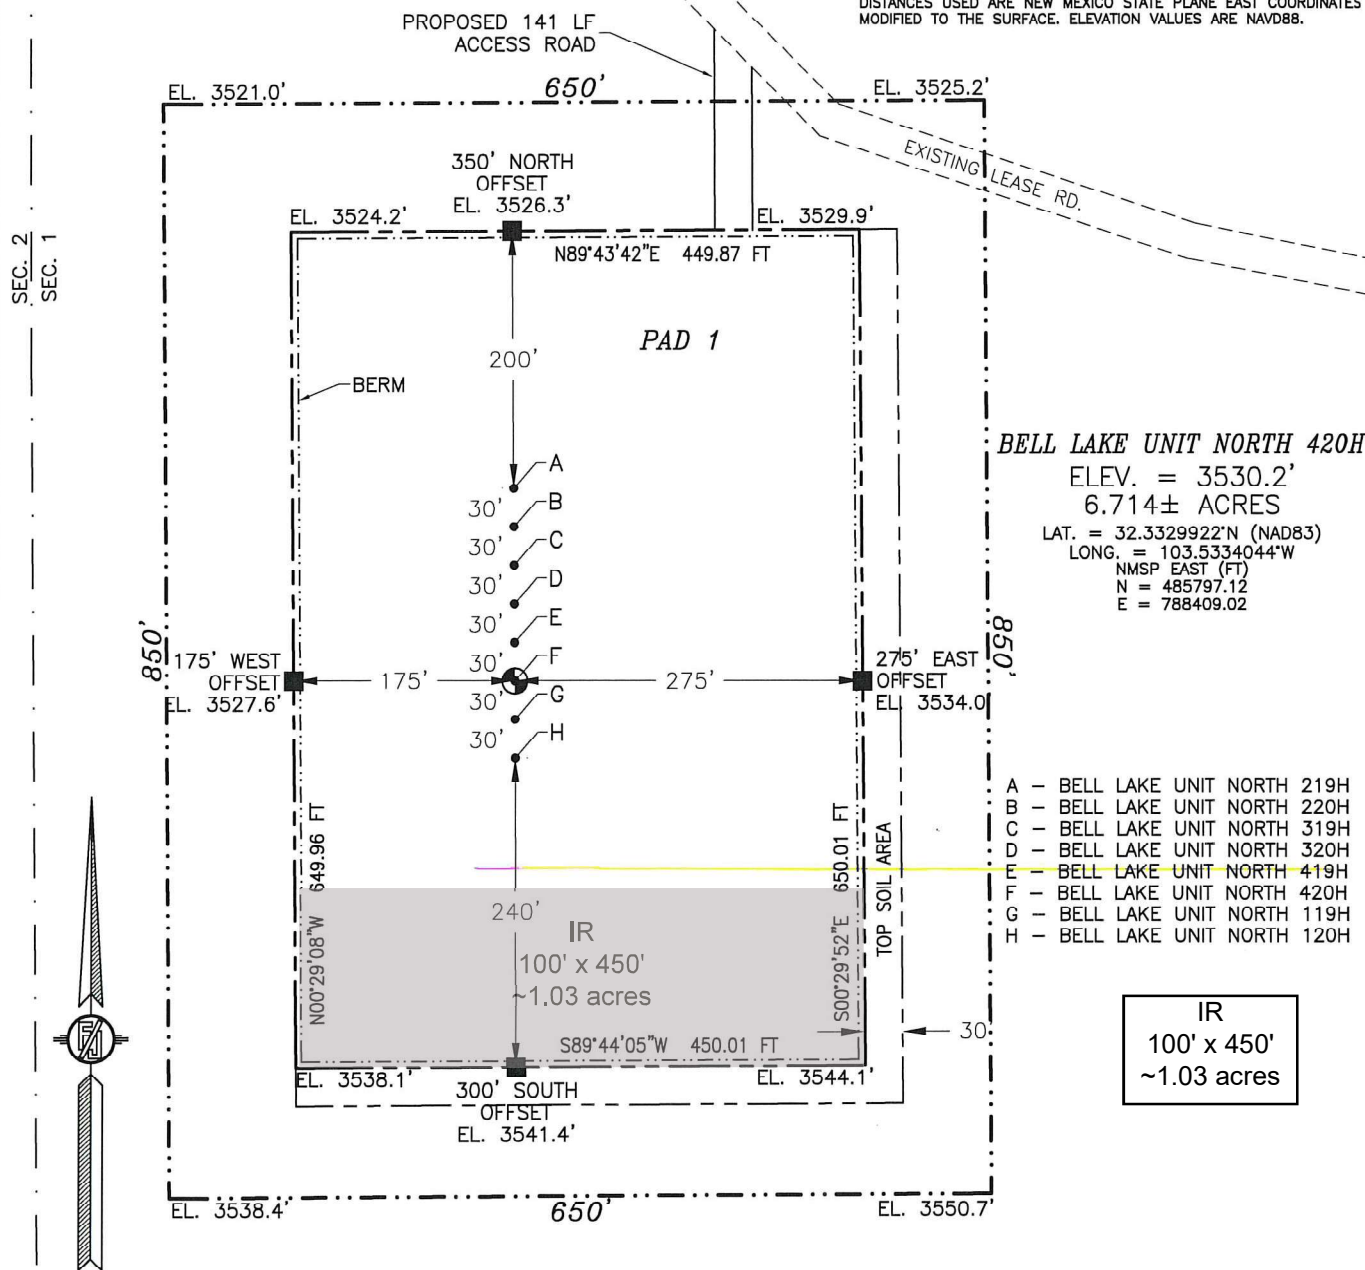 DISTANCES USED ARE NEW MEXICO STATE PLANE EAST COORDINATES
MODIFIED TO THE SURFACE. ELEVATION VALUES ARE NAVD88.
PROPOSED 141 LF
ACCESS ROAD
EL. 3521.0'
650'
EL. 3525.2'
EXISTING LEASE RD.
350' NORTH
OFFSET
EL. 3526.3'
EL. 3524.2'
EL. 3529.9'
N89°43'42"E 449.87 FT
SEC. 2
SEC. 1
PAD 1
200'
BERM
BELL LAKE UNIT NORTH 420H
ELEV. = 3530.2'
6.714± ACRES
LAT. = 32.3329922°N (NAD83)
LONG. = 103.5334044°W
NMSP EAST (FT)
N = 485797.12
E = 788409.02
A
30'
B
30'
C
30'
D
30'
E
30'
F
30'
G
30'
H
850'
175' WEST
OFFSET
EL. 3527.6'
175'
275'
275' EAST
OFFSET
EL. 3534.0
850'
A – BELL LAKE UNIT NORTH 219H
B – BELL LAKE UNIT NORTH 220H
C – BELL LAKE UNIT NORTH 319H
D – BELL LAKE UNIT NORTH 320H
E – BELL LAKE UNIT NORTH 419H
F – BELL LAKE UNIT NORTH 420H
G – BELL LAKE UNIT NORTH 119H
H – BELL LAKE UNIT NORTH 120H
N00°29'08"W 649.96 FT
S00°29'52"E 650.01 FT
TOP SOIL AREA
240'
IR
100' x 450'
~1.03 acres
S89°44'05"W 450.01 FT
30
IR
100' x 450'
~1.03 acres
EL. 3538.1'
EL. 3544.1'
300' SOUTH
OFFSET
EL. 3541.4'
EL. 3538.4'
650'
EL. 3550.7'